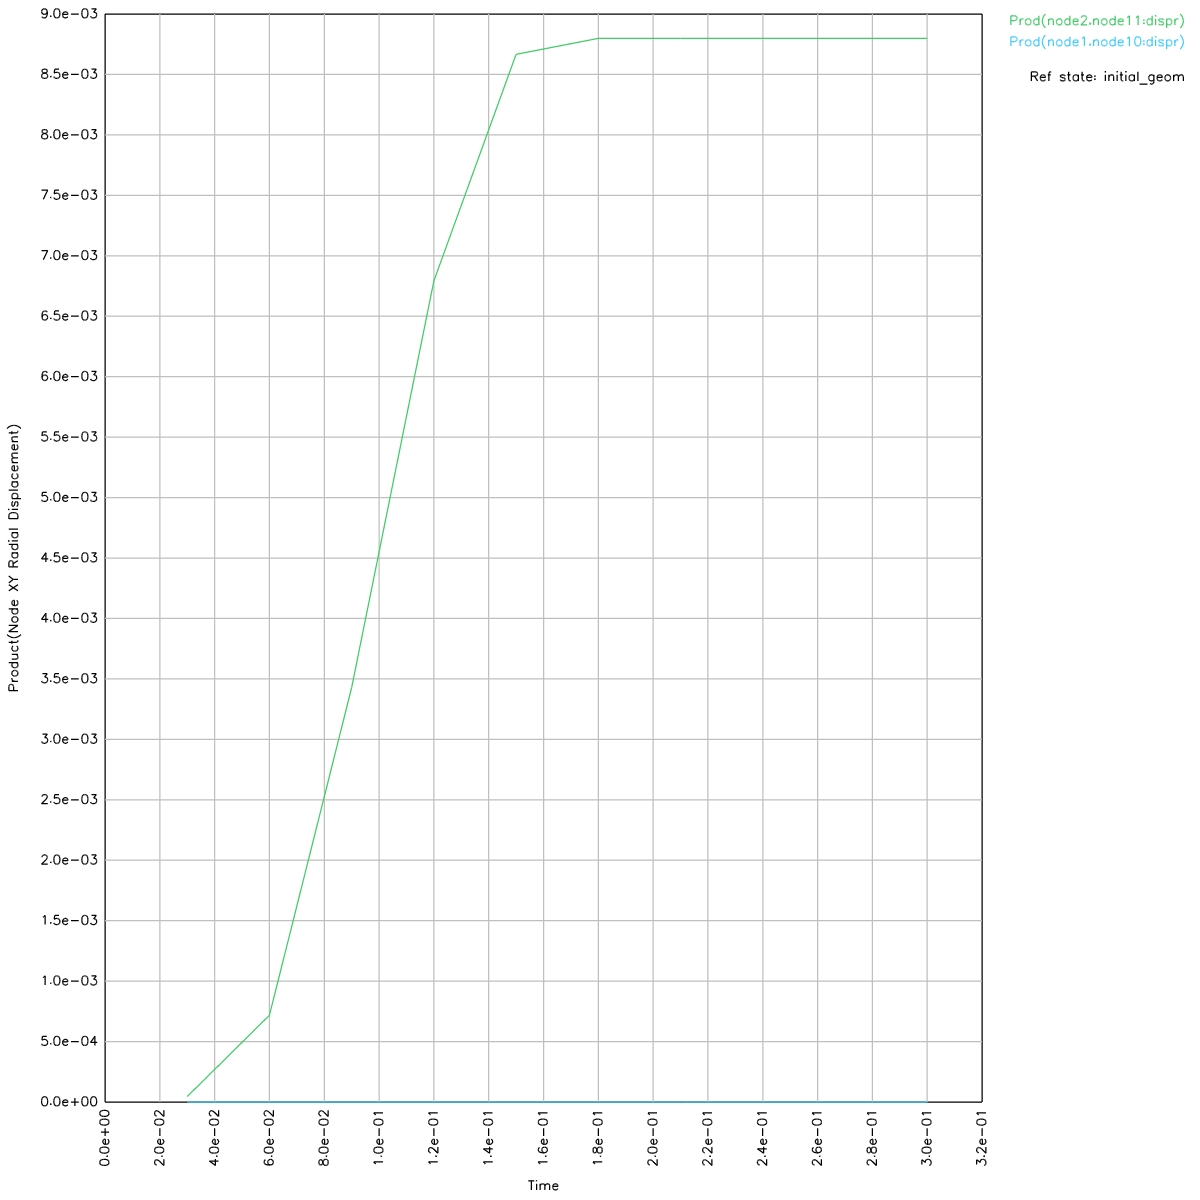 9.0e−03
8.5e−03
8.0e−03
7.5e−03
7.0e−03
6.5e−03
6.0e−03
5.5e−03
5.0e−03
4.5e−03
4.0e−03
3.5e−03
3.0e−03
2.5e−03
2.0e−03
1.5e−03
1.0e−03
5.0e−04
0.0e+00
Product(Node XY Radial Displacement)
0.0e+00
2.0e−02
4.0e−02
6.0e−02
8.0e−02
1.0e−01
1.2e−01
1.4e−01
1.6e−01
1.8e−01
2.0e−01
2.2e−01
2.4e−01
2.6e−01
2.8e−01
3.0e−01
3.2e−01
Time
Prod(node2,node11:dispr)
Prod(node1,node10:dispr)
Ref state: initial_geom